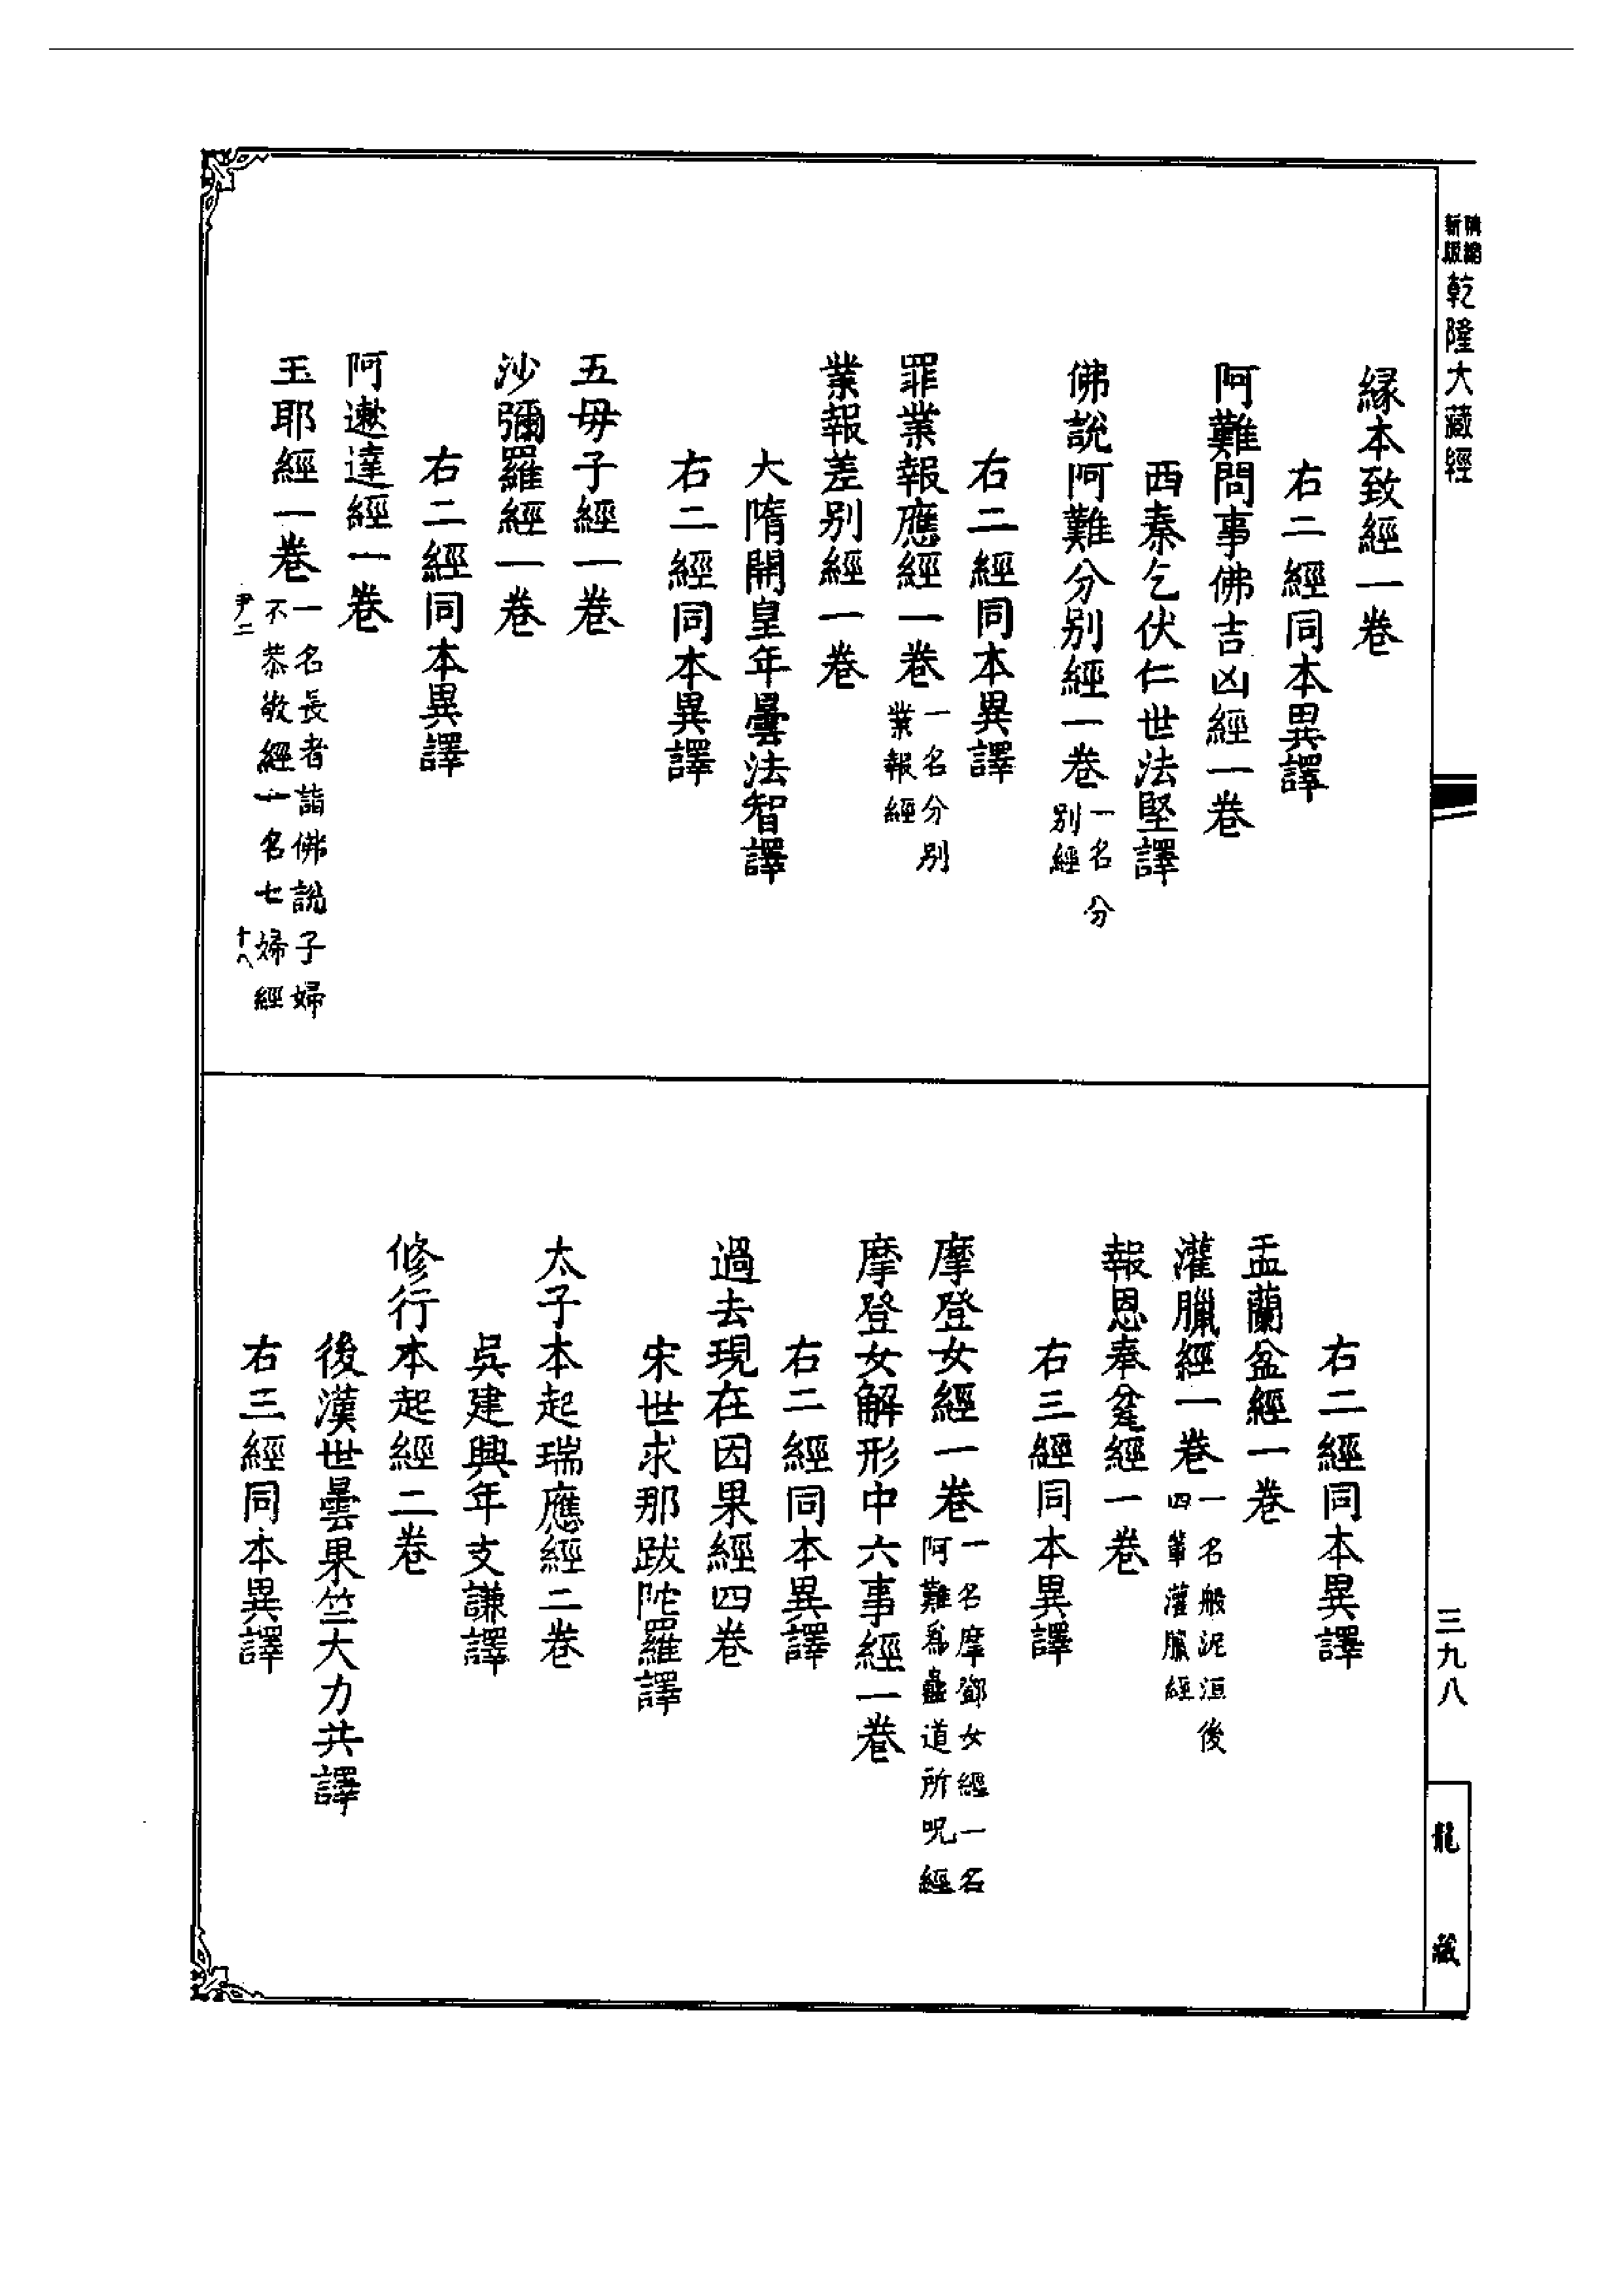 新版
乾隆大藏經
緣本致經一卷
右二經同本異譯
阿難問事佛吉凶經一卷
西秦乞伏仁世法堅譯
佛說阿難分別經一卷一名分
別經
右二經同本異譯
罪業報應經一卷一名分別
業報經
業報差別經一卷
大隋開皇年曇法智譯
右二經同本異譯
五母子經一卷
沙彌羅經一卷
右二經同本異譯
阿遬達經一卷
玉耶經一卷一名長者詣佛說子婦
不恭敬經一名七婦經
尹二
十八
右二經同本異譯
盂蘭盆經一卷
灌臘經一卷一名般泥洹後
四輩灌臘經
報恩奉盆經一卷
右三經同本異譯
摩登女經一卷一名摩鄧女經一名
阿難為蠱道所呪經
摩登女解形中六事經一卷
右二經同本異譯
過去現在因果經四卷
宋世求那跋陀羅譯
太子本起瑞應經二卷
吳建興年支謙譯
修行本起經二卷
後漢世曇果竺大力共譯
右三經同本異譯
三九八
龍藏